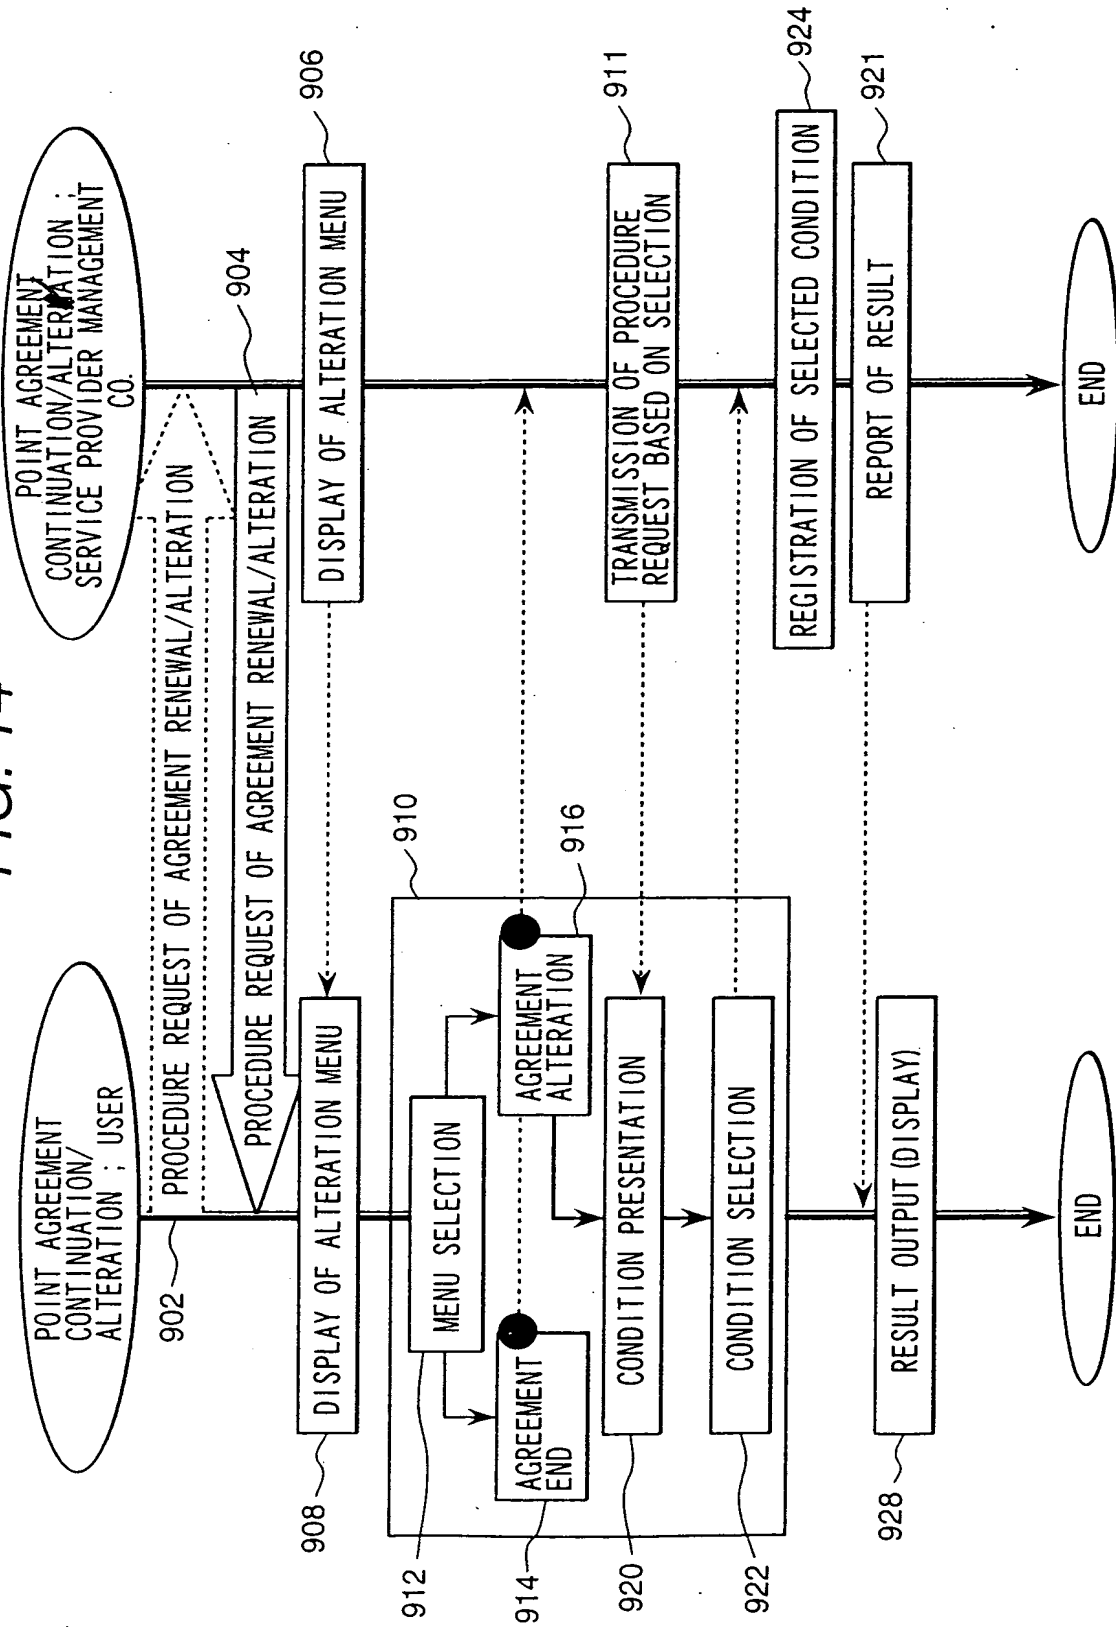 FIG. 14
POINT AGREEMENT
CONTINUATION/
ALTERATION ; USER
POINT AGREEMENT
CONTINUATION/ALTERNATION ;
SERVICE PROVIDER MANAGEMENT
CO.
902
PROCEDURE REQUEST OF AGREEMENT RENEWAL/ALTERATION
904
PROCEDURE REQUEST OF AGREEMENT RENEWAL/ALTERATION
906
DISPLAY OF ALTERATION MENU
908
DISPLAY OF ALTERATION MENU
910
912
MENU SELECTION
914
AGREEMENT
END
916
AGREEMENT
ALTERATION
911
TRANSMISSION OF PROCEDURE
REQUEST BASED ON SELECTION
920
CONDITION PRESENTATION
922
CONDITION SELECTION
924
REGISTRATION OF SELECTED CONDITION
921
REPORT OF RESULT
928
RESULT OUTPUT(DISPLAY)
END
END